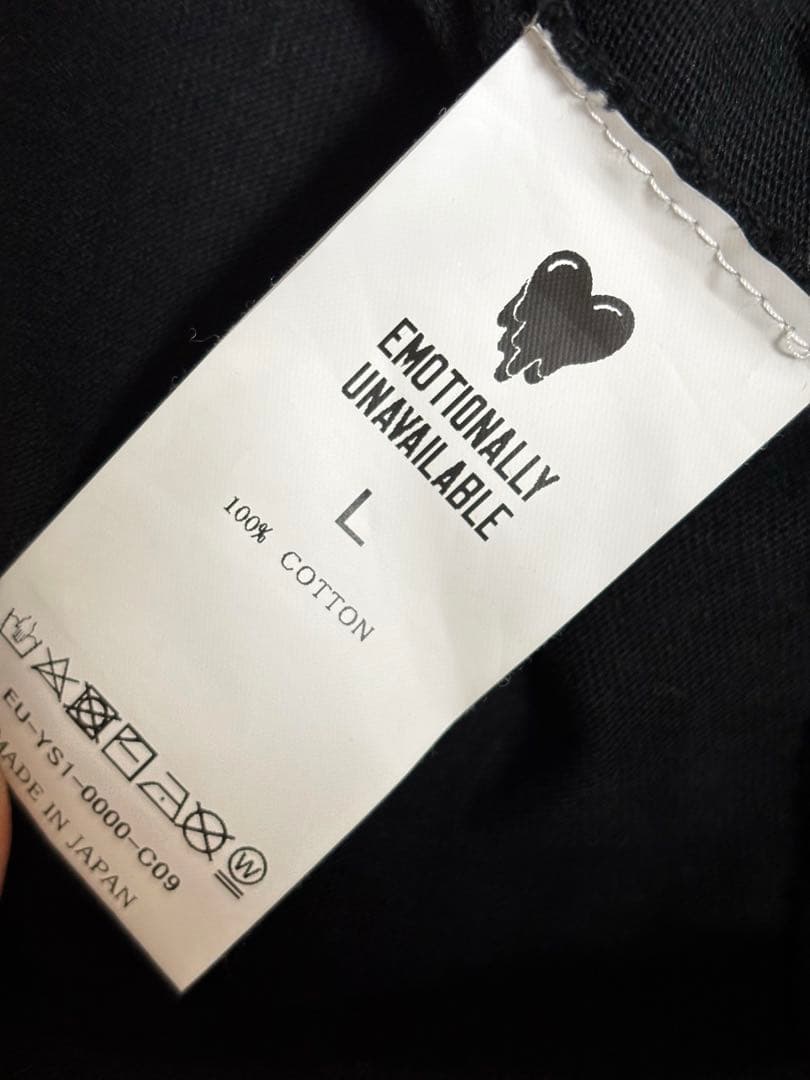 EMOTIONALLY
UNAVAILABLE
L
100% COTTON
W
EU-YS1-0000-C09
MADE IN JAPAN